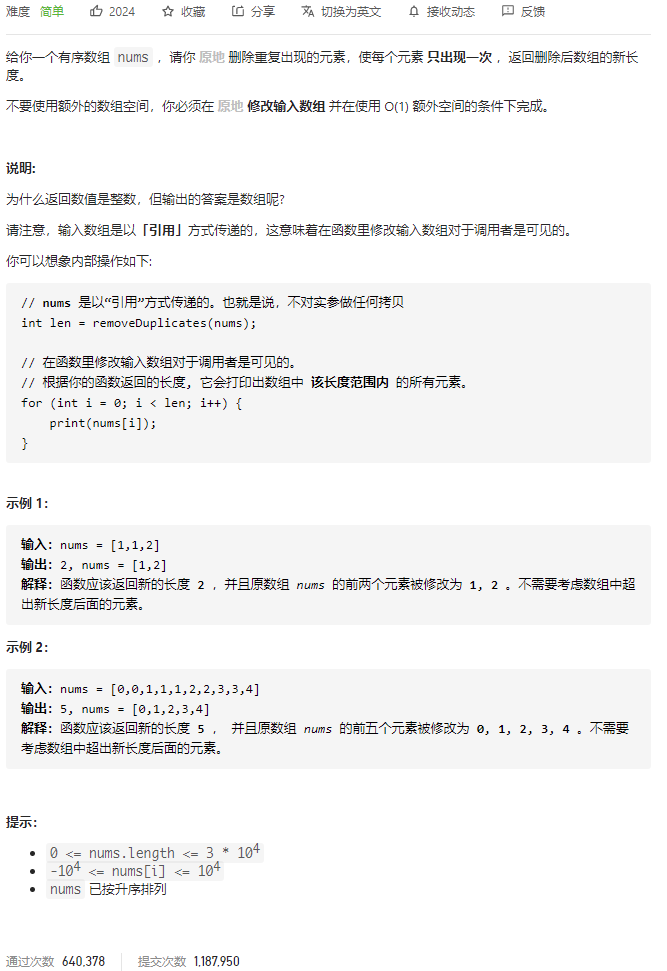 难度 简单 2024 收藏 分享 切换为英文 接收动态 反馈
给你一个有序数组 nums ，请你 原地 删除重复出现的元素，使每个元素 只出现一次 ，返回删除后数组的新长
度。
不要使用额外的数组空间，你必须在 原地 修改输入数组 并在使用 O(1) 额外空间的条件下完成。
说明:
为什么返回数值是整数，但输出的答案是数组呢?
请注意，输入数组是以「引用」方式传递的，这意味着在函数里修改输入数组对于调用者是可见的。
你可以想象内部操作如下:
// nums 是以“引用”方式传递的。也就是说，不对实参做任何拷贝
int len = removeDuplicates(nums);
// 在函数里修改输入数组对于调用者是可见的。
// 根据你的函数返回的长度, 它会打印出数组中 该长度范围内 的所有元素。
for (int i = 0; i < len; i++) {
    print(nums[i]);
}
示例 1：
输入：nums = [1,1,2]
输出：2, nums = [1,2]
解释：函数应该返回新的长度 2 ，并且原数组 nums 的前两个元素被修改为 1, 2 。不需要考虑数组中超
出新长度后面的元素。
示例 2：
输入：nums = [0,0,1,1,1,2,2,3,3,4]
输出：5, nums = [0,1,2,3,4]
解释：函数应该返回新的长度 5 ， 并且原数组 nums 的前五个元素被修改为 0, 1, 2, 3, 4 。不需要
考虑数组中超出新长度后面的元素。
提示：
0 <= nums.length <= 3 * 10⁴
-10⁴ <= nums[i] <= 10⁴
nums 已按升序排列
通过次数 640,378 提交次数 1,187,950